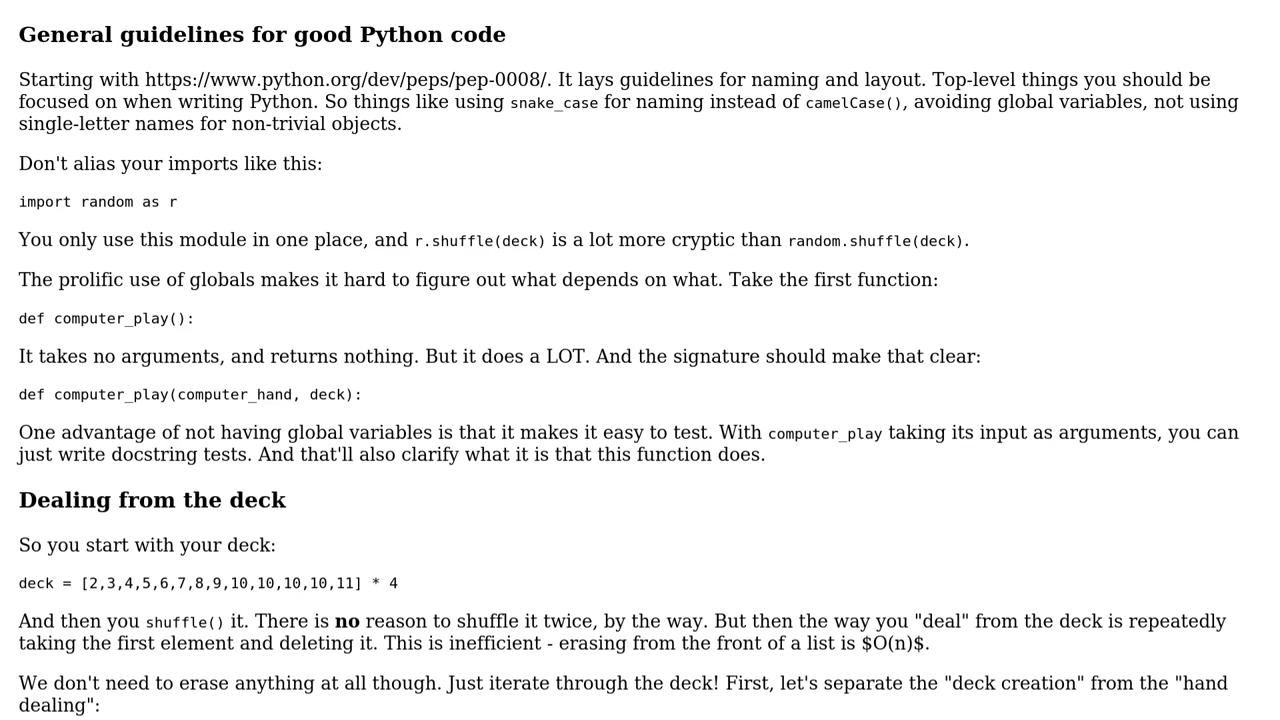 General guidelines for good Python code
Starting with https://www.python.org/dev/peps/pep-0008/. It lays guidelines for naming and layout. Top-level things you should be
focused on when writing Python. So things like using snake_case for naming instead of camelCase(), avoiding global variables, not using
single-letter names for non-trivial objects.
Don't alias your imports like this:
import random as r
You only use this module in one place, and r.shuffle(deck) is a lot more cryptic than random.shuffle(deck).
The prolific use of globals makes it hard to figure out what depends on what. Take the first function:
def computer_play():
It takes no arguments, and returns nothing. But it does a LOT. And the signature should make that clear:
def computer_play(computer_hand, deck):
One advantage of not having global variables is that it makes it easy to test. With computer_play taking its input as arguments, you can
just write docstring tests. And that'll also clarify what it is that this function does.
Dealing from the deck
So you start with your deck:
deck = [2,3,4,5,6,7,8,9,10,10,10,10,11] * 4
And then you shuffle() it. There is no reason to shuffle it twice, by the way. But then the way you "deal" from the deck is repeatedly
taking the first element and deleting it. This is inefficient - erasing from the front of a list is $O(n)$.
We don't need to erase anything at all though. Just iterate through the deck! First, let's separate the "deck creation" from the "hand
dealing":